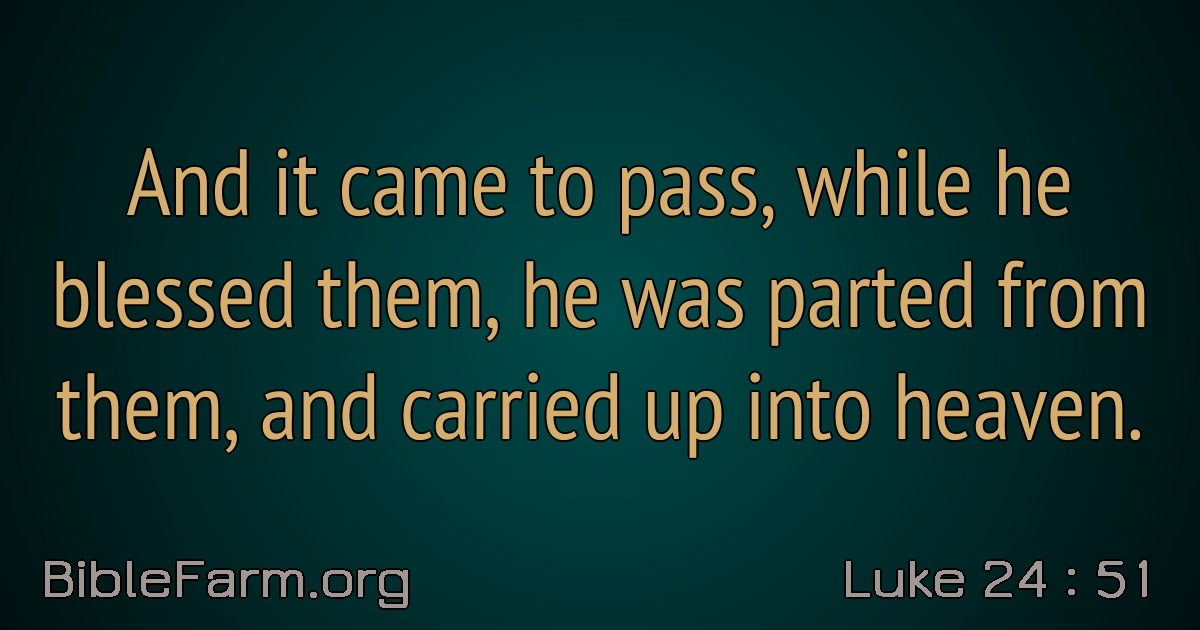 And it came to pass, while he
blessed them, he was parted from
them, and carried up into heaven.
BibleFarm.org
Luke 24 : 51